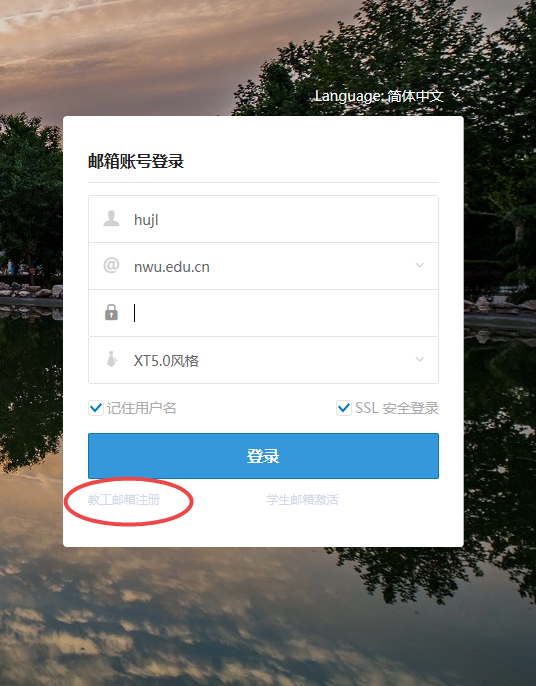 Language: 简体中文
邮箱账号登录
hujl
@ nwu.edu.cn
XT5.0风格
记住用户名 SSL 安全登录
登录
教工邮箱注册 学生邮箱激活